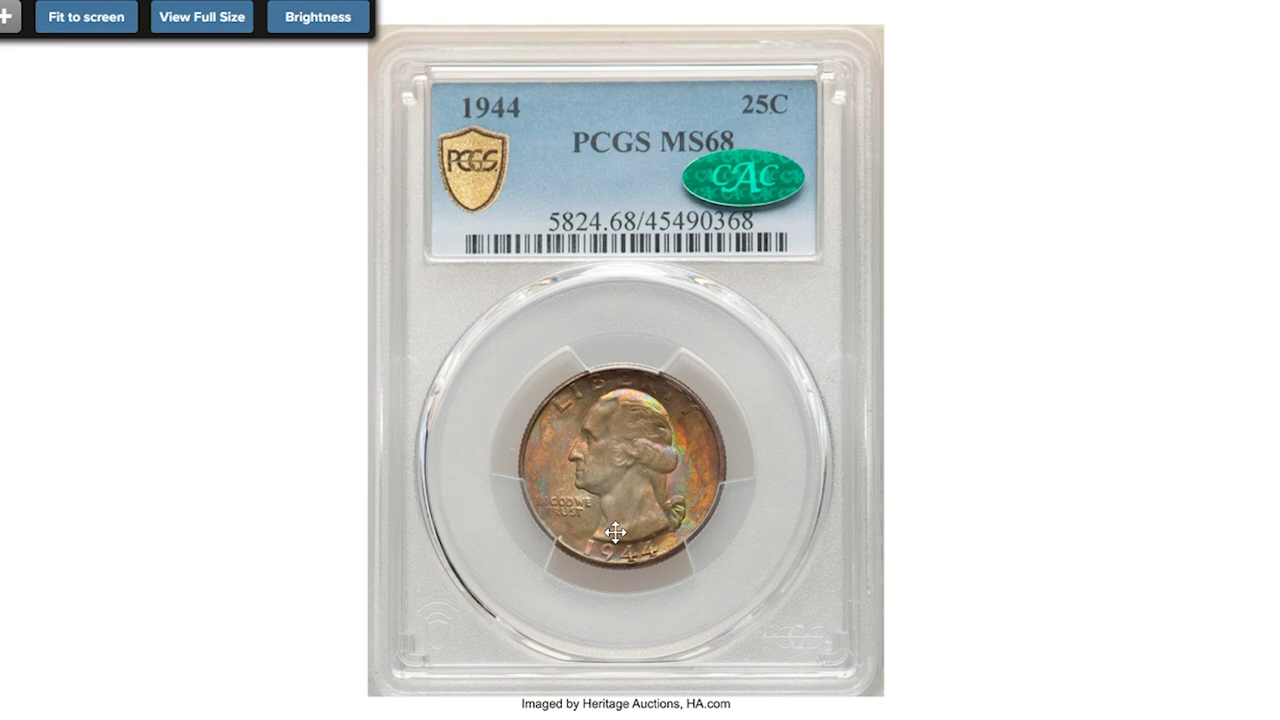 Fit to screen
View Full Size
Brightness
1944
25C
PCGS MS68
PCGS
CAC
5824.68/45490368
LIBERTY
IN GOD WE
TRUST
1944
PCGS
Imaged by Heritage Auctions, HA.com